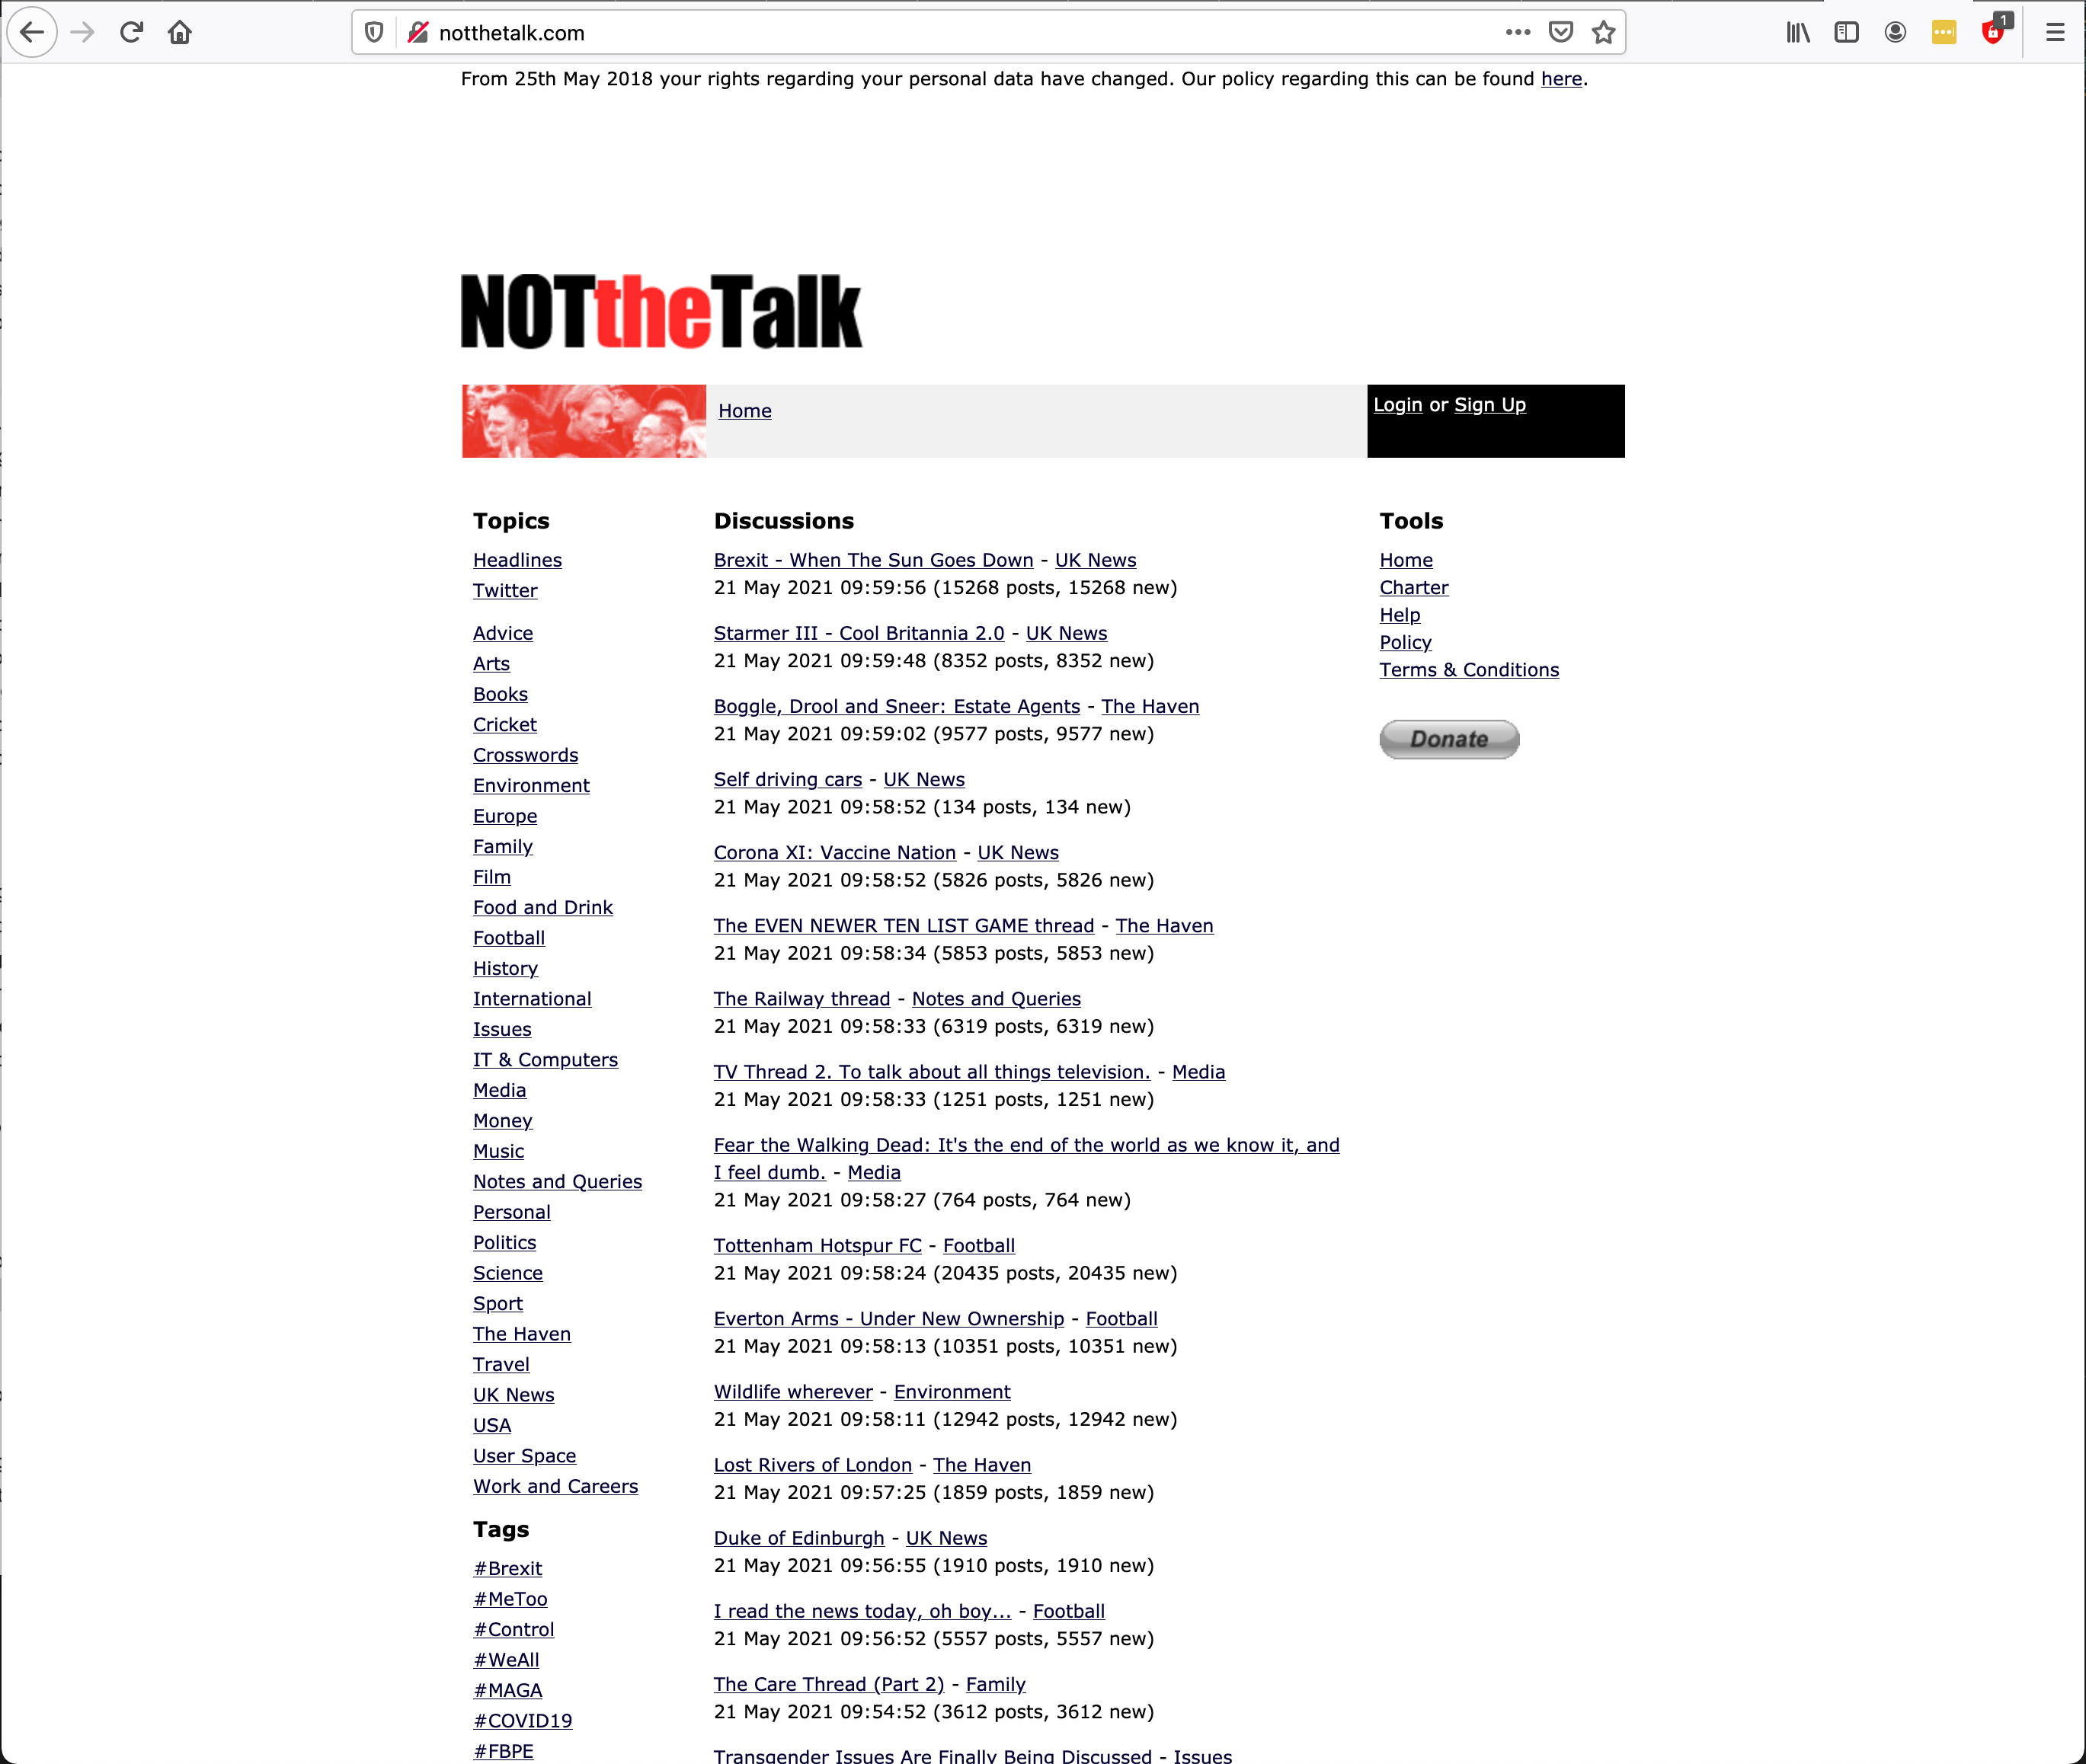 notthetalk.com
1
From 25th May 2018 your rights regarding your personal data have changed. Our policy regarding this can be found here.
NOTtheTalk
Home
Login or Sign Up
Topics
Headlines
Twitter
Advice
Arts
Books
Cricket
Crosswords
Environment
Europe
Family
Film
Food and Drink
Football
History
International
Issues
IT & Computers
Media
Money
Music
Notes and Queries
Personal
Politics
Science
Sport
The Haven
Travel
UK News
USA
User Space
Work and Careers
Tags
#Brexit
#MeToo
#Control
#WeAll
#MAGA
#COVID19
#FBPE
Discussions
Brexit - When The Sun Goes Down - UK News
21 May 2021 09:59:56 (15268 posts, 15268 new)
Starmer III - Cool Britannia 2.0 - UK News
21 May 2021 09:59:48 (8352 posts, 8352 new)
Boggle, Drool and Sneer: Estate Agents - The Haven
21 May 2021 09:59:02 (9577 posts, 9577 new)
Self driving cars - UK News
21 May 2021 09:58:52 (134 posts, 134 new)
Corona XI: Vaccine Nation - UK News
21 May 2021 09:58:52 (5826 posts, 5826 new)
The EVEN NEWER TEN LIST GAME thread - The Haven
21 May 2021 09:58:34 (5853 posts, 5853 new)
The Railway thread - Notes and Queries
21 May 2021 09:58:33 (6319 posts, 6319 new)
TV Thread 2. To talk about all things television. - Media
21 May 2021 09:58:33 (1251 posts, 1251 new)
Fear the Walking Dead: It's the end of the world as we know it, and
I feel dumb. - Media
21 May 2021 09:58:27 (764 posts, 764 new)
Tottenham Hotspur FC - Football
21 May 2021 09:58:24 (20435 posts, 20435 new)
Everton Arms - Under New Ownership - Football
21 May 2021 09:58:13 (10351 posts, 10351 new)
Wildlife wherever - Environment
21 May 2021 09:58:11 (12942 posts, 12942 new)
Lost Rivers of London - The Haven
21 May 2021 09:57:25 (1859 posts, 1859 new)
Duke of Edinburgh - UK News
21 May 2021 09:56:55 (1910 posts, 1910 new)
I read the news today, oh boy... - Football
21 May 2021 09:56:52 (5557 posts, 5557 new)
The Care Thread (Part 2) - Family
21 May 2021 09:54:52 (3612 posts, 3612 new)
Transgender Issues Are Finally Being Discussed - Issues
Tools
Home
Charter
Help
Policy
Terms & Conditions
Donate